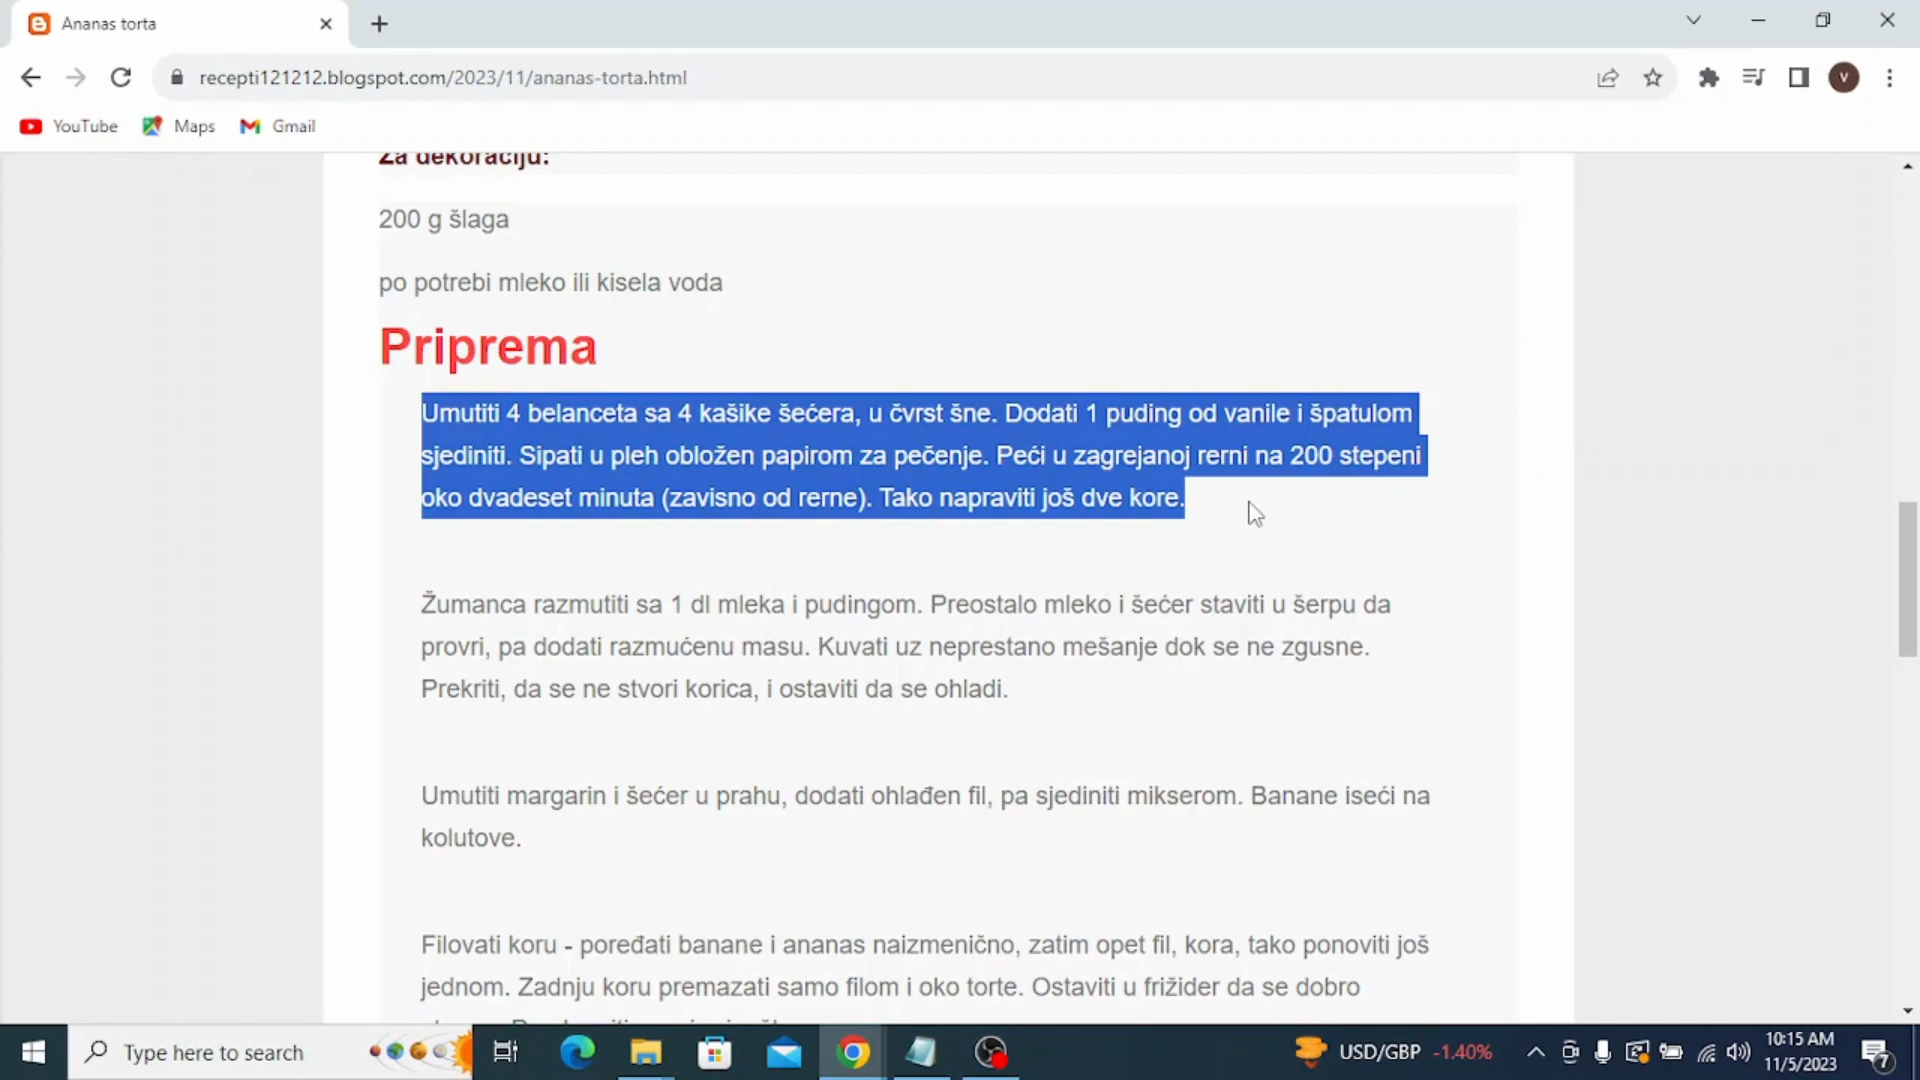 Ananas torta
recepti121212.blogspot.com/2023/11/ananas-torta.html
V
YouTube
Maps
Gmail
Za dekoraciju:
200 g šlaga
po potrebi mleko ili kisela voda
Priprema
Umutiti 4 belanceta sa 4 kašike šećera, u čvrst šne. Dodati 1 puding od vanile i špatulom
sjediniti. Sipati u pleh obložen papirom za pečenje. Peći u zagrejanoj rerni na 200 stepeni
oko dvadeset minuta (zavisno od rerne). Tako napraviti još dve kore.
Žumanca razmutiti sa 1 dl mleka i pudingom. Preostalo mleko i šećer staviti u šerpu da
provri, pa dodati razmućenu masu. Kuvati uz neprestano mešanje dok se ne zgusne.
Prekriti, da se ne stvori korica, i ostaviti da se ohladi.
Umutiti margarin i šećer u prahu, dodati ohlađen fil, pa sjediniti mikserom. Banane iseći na
kolutove.
Filovati koru - poređati banane i ananas naizmenično, zatim opet fil, kora, tako ponoviti još
jednom. Zadnju koru premazati samo filom i oko torte. Ostaviti u frižider da se dobro
Type here to search
USD/GBP -1.40%
10:15 AM
11/5/2023
7